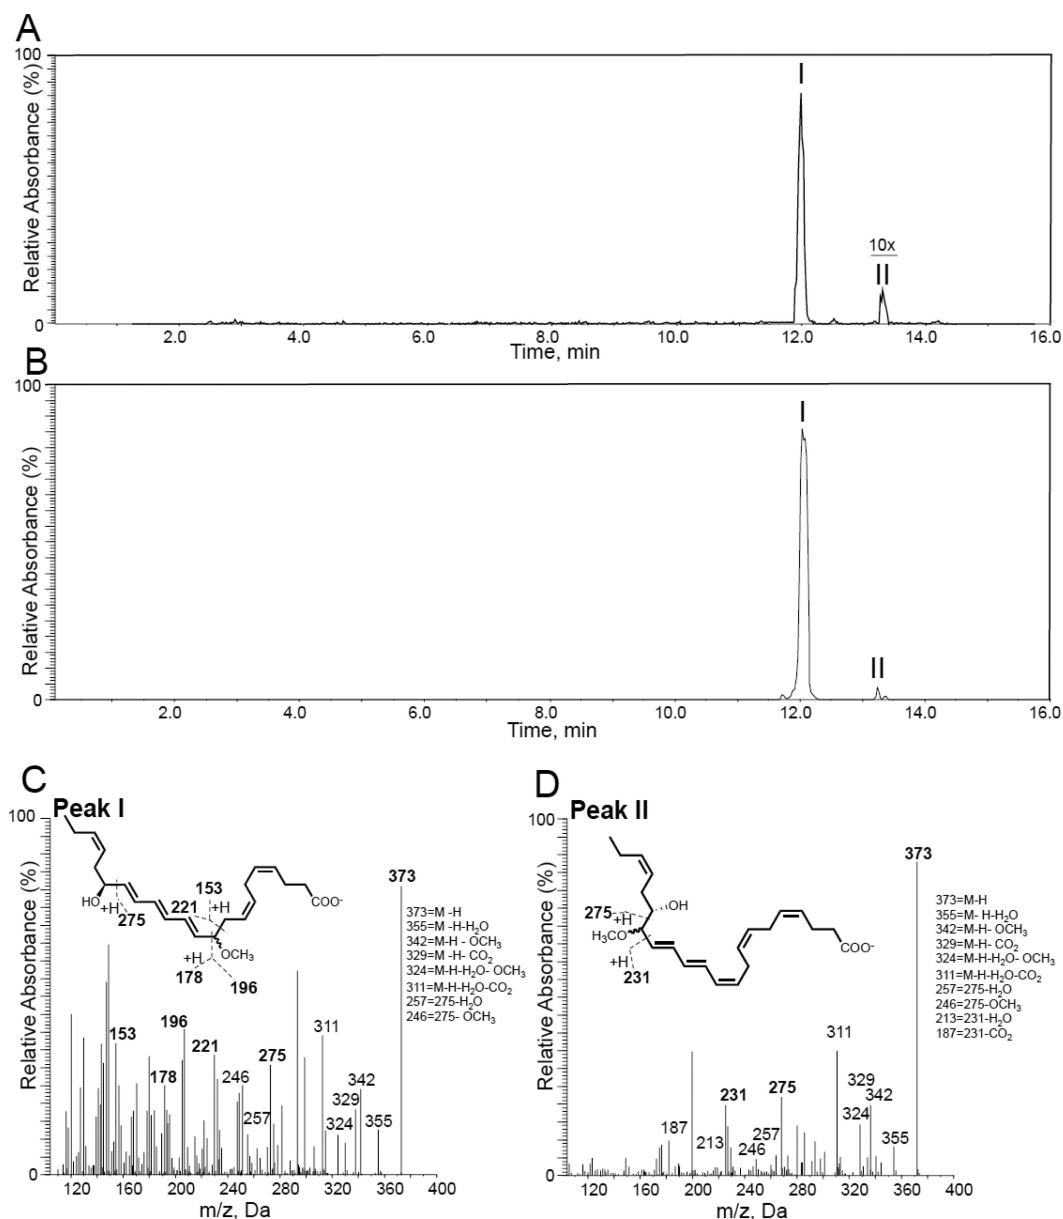 A
Relative Absorbance (%)
100
0
I
10x
II
2.0 4.0 6.0 8.0 10.0 12.0 14.0 16.0
Time, min
B
Relative Absorbance (%)
100
0
I
II
2.0 4.0 6.0 8.0 10.0 12.0 14.0 16.0
Time, min
C
Peak I
Relative Absorbance (%)
100
0
HO
+H
275
221
153
+H
+H
178
196
OCH3
COO-
373
373=M -H
355=M -H-H2O
342=M-H - OCH3
329=M -H- CO2
324=M-H-H2O- OCH3
311=M-H-H2O-CO2
257=275-H2O
246=275- OCH3
153
178
196
221
246
257
275
311
324
329
342
355
120 160 200 240 280 320 360 400
m/z, Da
D
Peak II
Relative Absorbance (%)
100
0
275
+H
OH
H3CO
+H
231
COO-
373
373=M-H
355=M- H-H2O
342=M-H- OCH3
329=M-H- CO2
324=M-H-H2O- OCH3
311=M-H-H2O-CO2
257=275-H2O
246=275-OCH3
213=231-H2O
187=231-CO2
187
213
231
246
257
275
311
324
329
342
355
120 160 200 240 280 320 360 400
m/z, Da